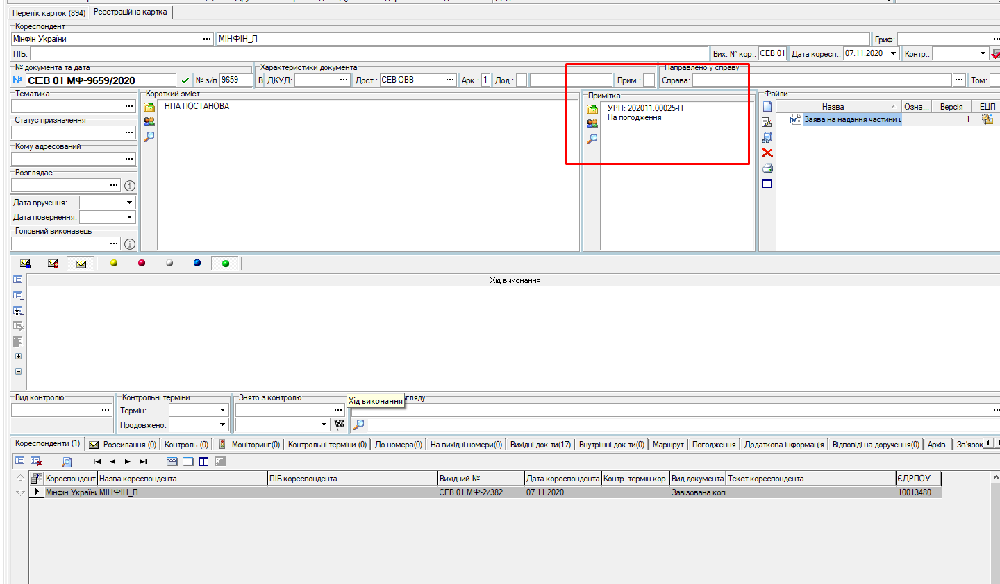 Перелік карток (894)
Реєстраційна картка
Кореспондент
Мінфін України ... МІНФІН_Л
Гриф: ...
ПІБ:
Вих. № кор.: СЕВ 01 Дата коресп.: 07.11.2020 Контр.:
№ документа та дата
Характеристики документа
Направлено у справу
№ СЕВ 01 МФ-9659/2020 № з/п 9659 В ДКУД: ... Дост.: СЕВ ОВВ ... Арк.: 1 Дод.: Прим.: Справа: ... Том:
Тематика
...
Статус призначення
...
Кому адресований
...
Розглядає
...
Дата вручення:
Дата повернення:
Головний виконавець
...
Короткий зміст
НПА ПОСТАНОВА
Примітка
УРН: 202011.00025-П
На погодження
Файли
Назва Озна... Версія ЕЦП
Заява на надання частини 1
Хід виконання
Вид контролю
...
Контрольні терміни
Термін:
Продовжено:
Знято з контролю
...
Хід виконання
...
Кореспонденти (1) Розсилання (0) Контроль (0) Моніторинг(0) Контрольні терміни (0) До номера(0) На вихідні номери(0) Вихідні док-ти(17) Внутрішні док-ти(0) Маршрут Погодження Додаткова інформація Відповіді на доручення(0) Архів Зв'язок
Кореспондент Назва кореспондента ПІБ кореспондента Вихідний № Дата кореспондента Контр. термін кор. Вид документа Текст кореспондента ЄДРПОУ
Мінфін Україні МІНФІН_Л СЕВ 01 МФ-2/382 07.11.2020 Завізована коп 10013480